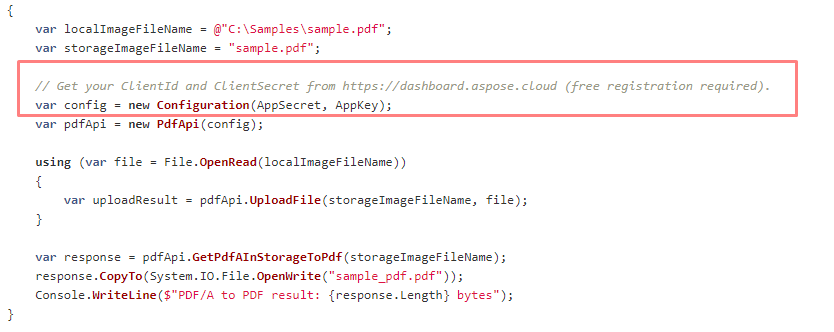 {
var localImageFileName = @"C:\Samples\sample.pdf";
var storageImageFileName = "sample.pdf";
// Get your ClientId and ClientSecret from https://dashboard.aspose.cloud (free registration required).
var config = new Configuration(AppSecret, AppKey);
var pdfApi = new PdfApi(config);
using (var file = File.OpenRead(localImageFileName))
{
var uploadResult = pdfApi.UploadFile(storageImageFileName, file);
}
var response = pdfApi.GetPdfAInStorageToPdf(storageImageFileName);
response.CopyTo(System.IO.File.OpenWrite("sample_pdf.pdf"));
Console.WriteLine($"PDF/A to PDF result: {response.Length} bytes");
}